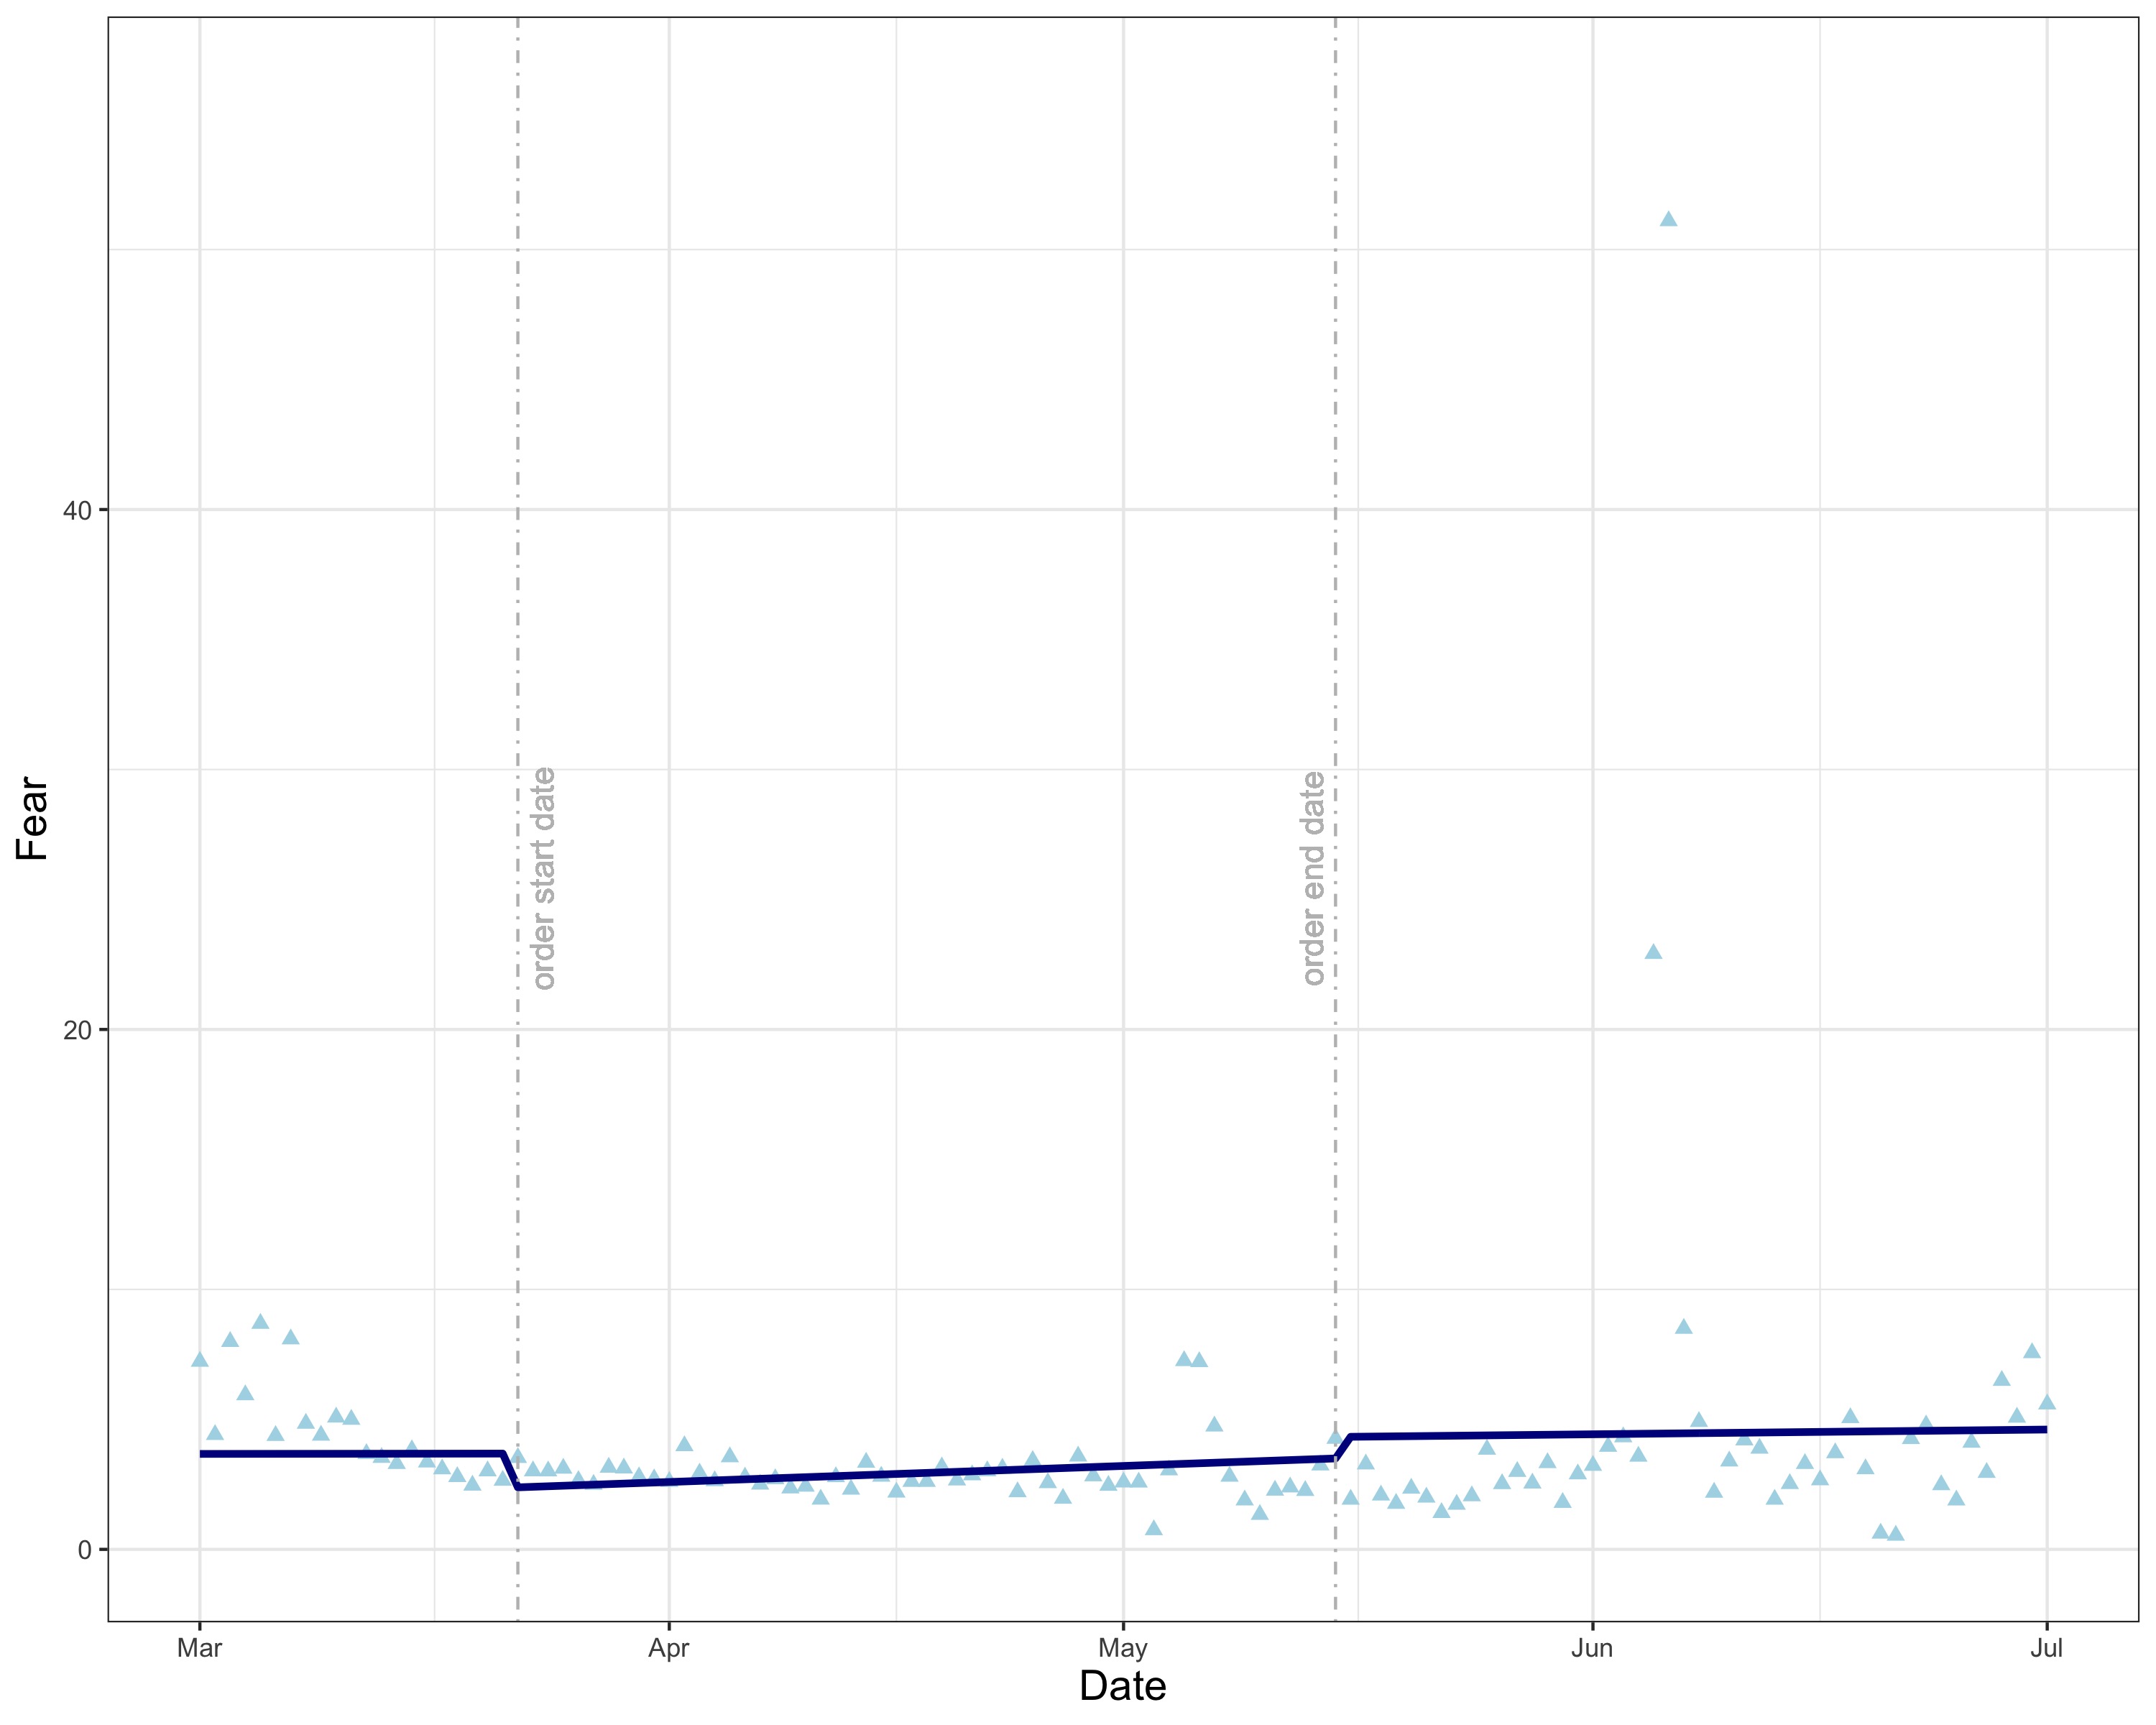 Fear
40
20
0
order start date
order end date
Mar
Apr
May
Jun
Jul
Date